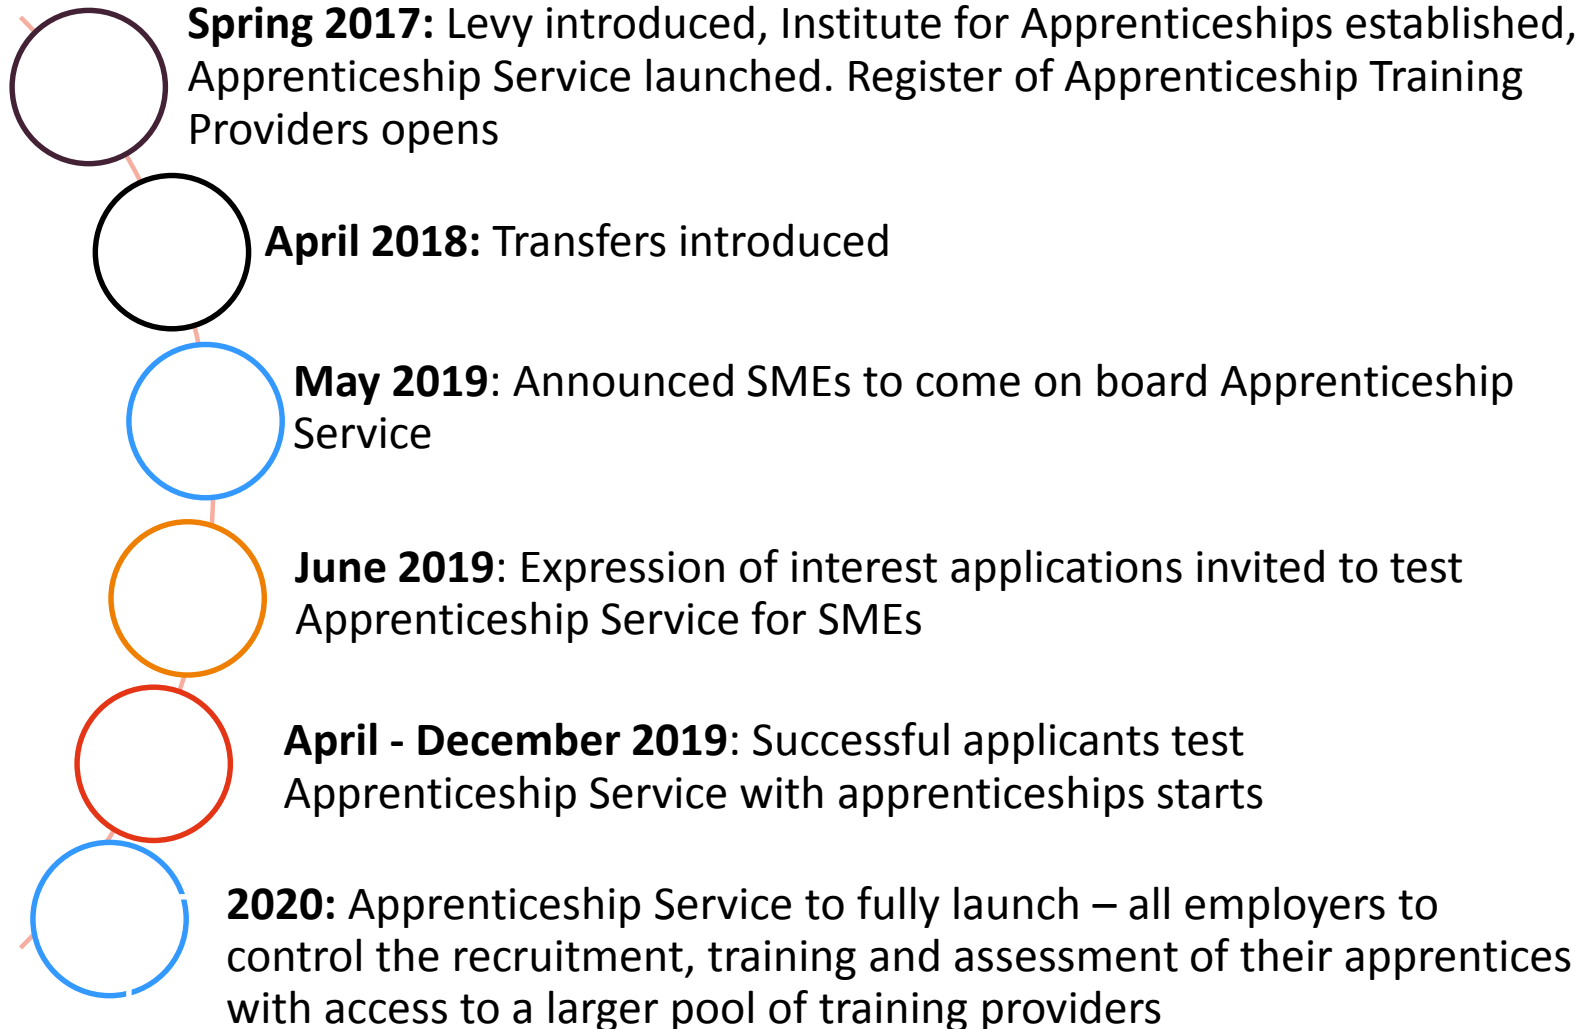 Spring 2017: Levy introduced, Institute for Apprenticeships established,
Apprenticeship Service launched. Register of Apprenticeship Training
Providers opens
April 2018: Transfers introduced
May 2019: Announced SMEs to come on board Apprenticeship
Service
June 2019: Expression of interest applications invited to test
Apprenticeship Service for SMEs
April - December 2019: Successful applicants test
Apprenticeship Service with apprenticeships starts
2020: Apprenticeship Service to fully launch – all employers to
control the recruitment, training and assessment of their apprentices
with access to a larger pool of training providers